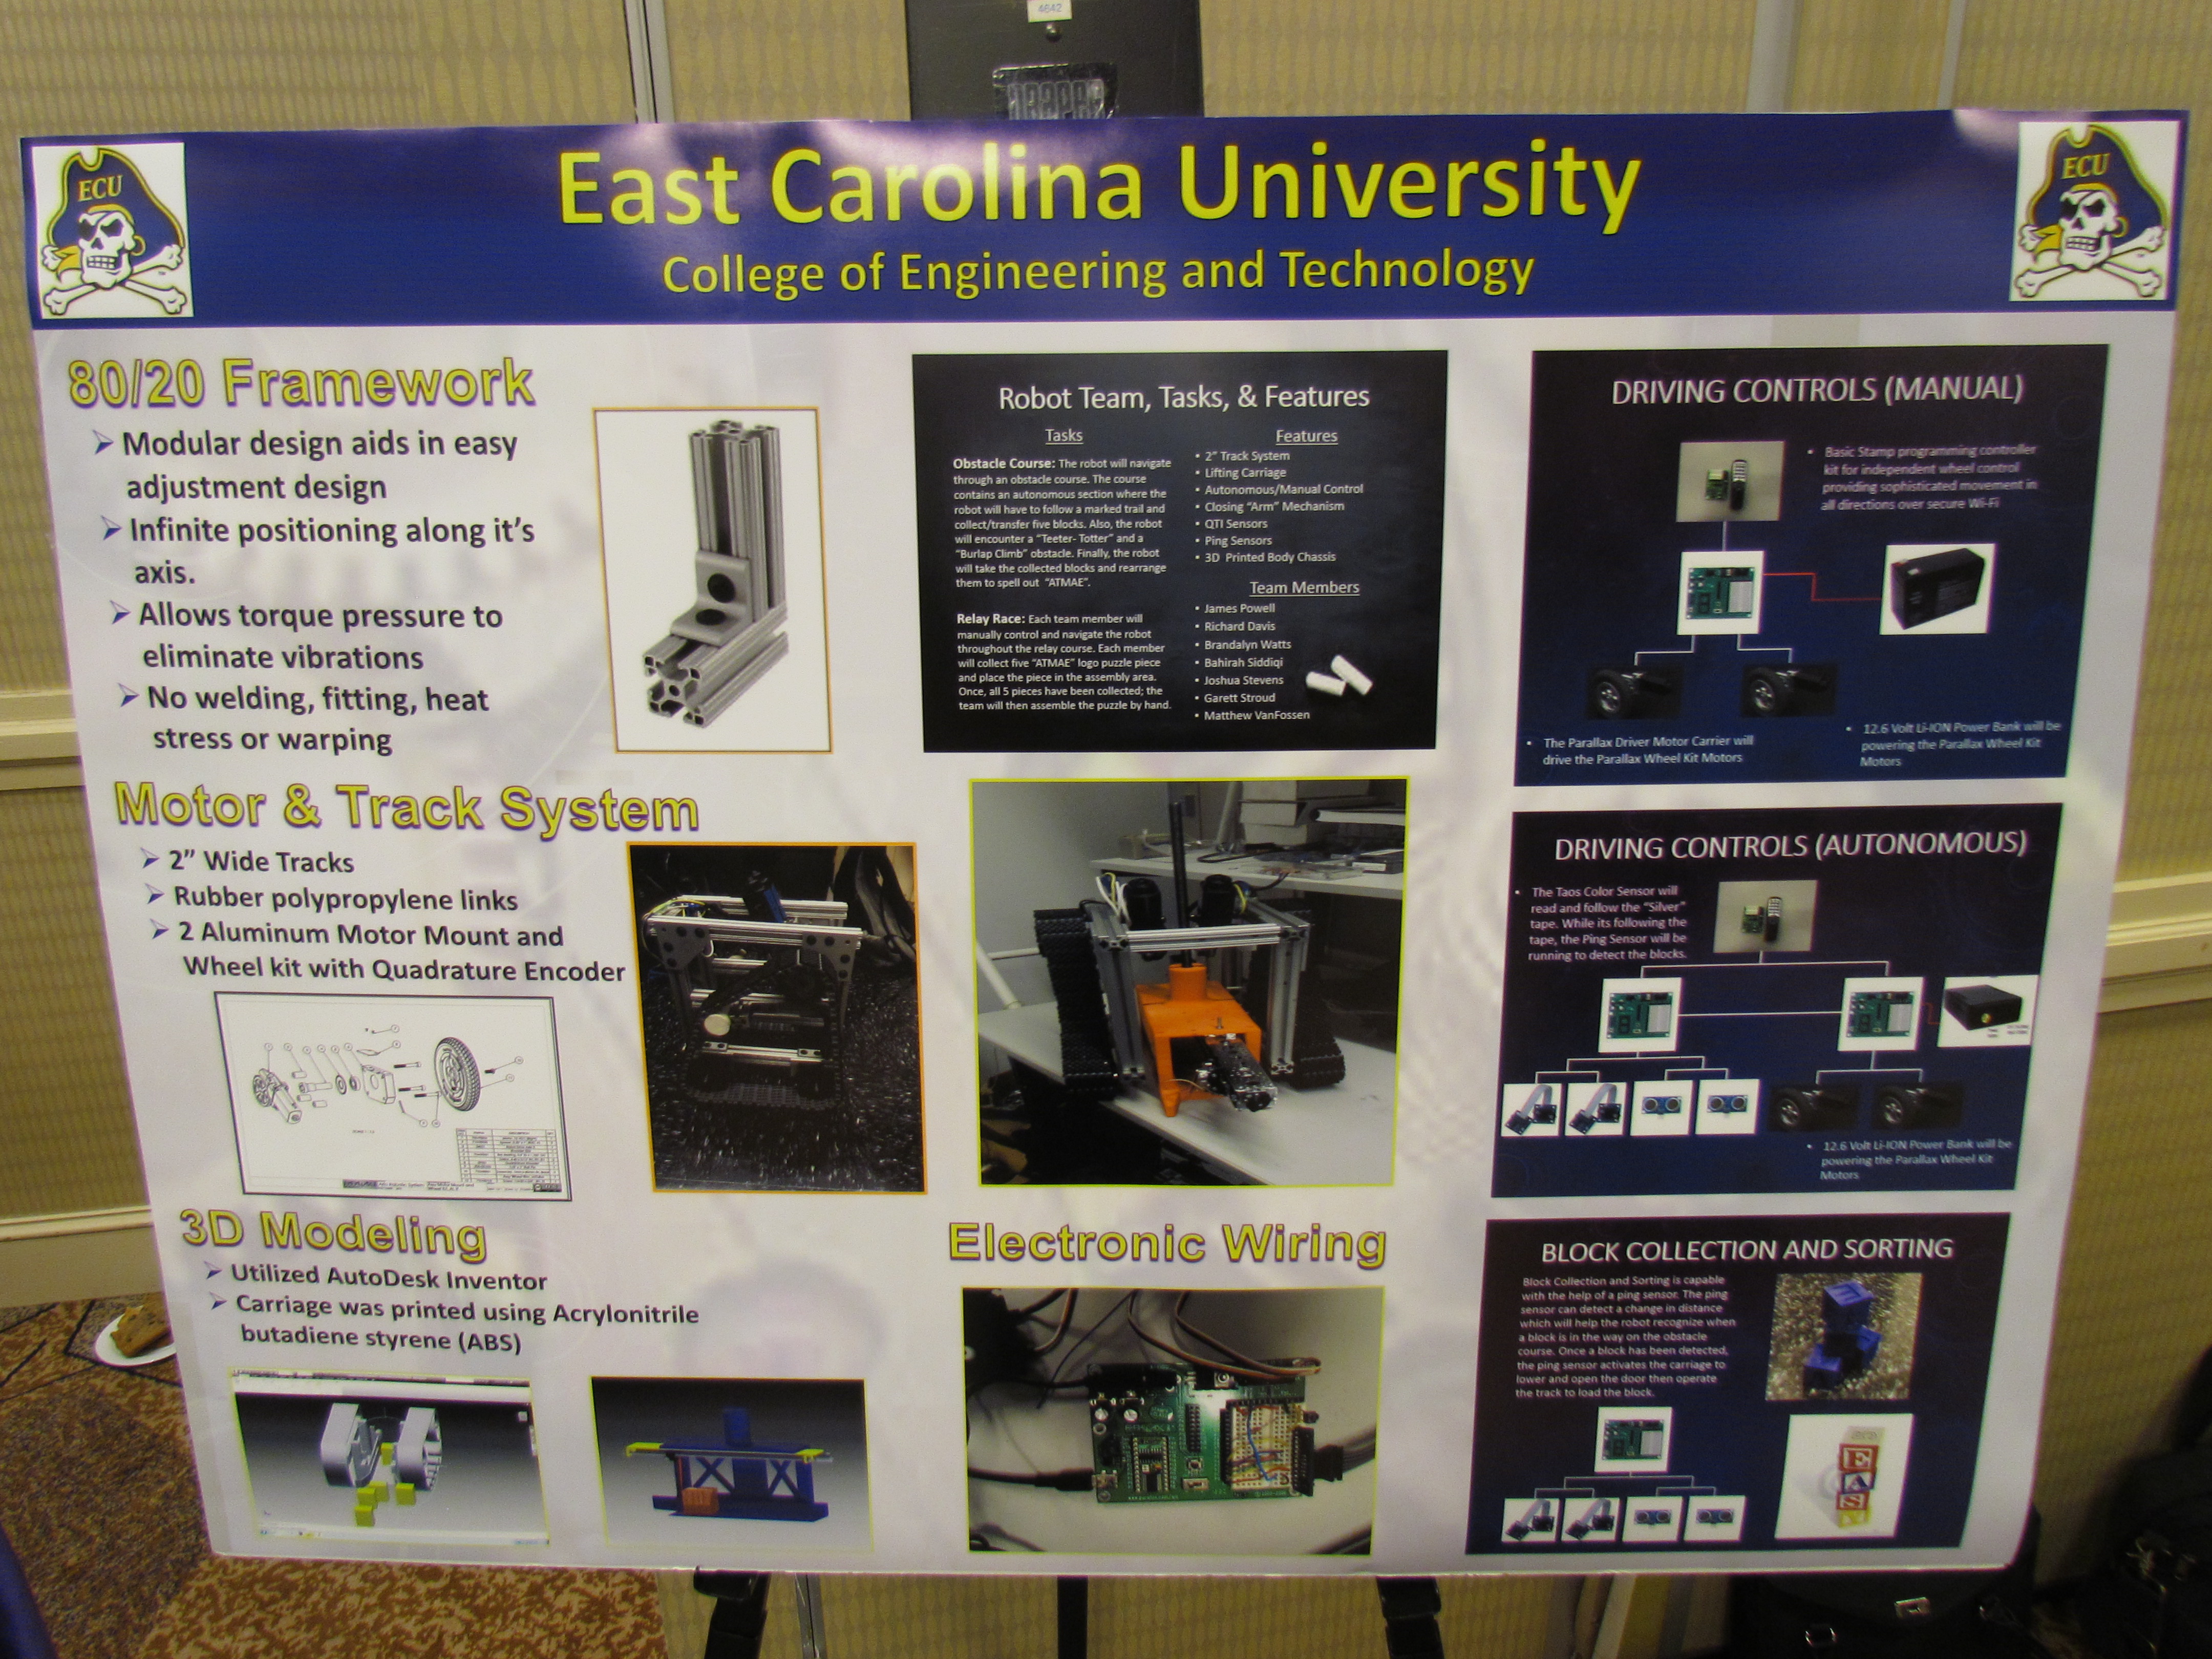 4642
East Carolina University
College of Engineering and Technology
ECU
ECU
80/20 Framework
Modular design aids in easy
adjustment design
Infinite positioning along it's
axis.
Allows torque pressure to
eliminate vibrations
No welding, fitting, heat
stress or warping
Motor & Track System
2" Wide Tracks
Rubber polypropylene links
2 Aluminum Motor Mount and
Wheel kit with Quadrature Encoder
3D Modeling
Utilized AutoDesk Inventor
Carriage was printed using Acrylonitrile
butadiene styrene (ABS)
Robot Team, Tasks, & Features
Tasks
Obstacle Course: The robot will navigate
through an obstacle course. The course
contains an autonomous section where the
robot will have to follow a marked trail and
collect/transfer five blocks. Also, the robot
will encounter a "Teeter- Totter" and a
"Burlap Climb" obstacle. Finally, the robot
will take the collected blocks and rearrange
them to spell out "ATMAE".
Relay Race: Each team member will
manually control and navigate the robot
throughout the relay course. Each member
will collect five "ATMAE" logo puzzle piece
and place the piece in the assembly area.
Once, all 5 pieces have been collected; the
team will then assemble the puzzle by hand.
Features
• 2" Track System
• Lifting Carriage
• Autonomous/Manual Control
• Closing "Arm" Mechanism
• QTI Sensors
• Ping Sensors
• 3D Printed Body Chassis
Team Members
• James Powell
• Richard Davis
• Brandalyn Watts
• Bahirah Siddiqi
• Joshua Stevens
• Garett Stroud
• Matthew VanFossen
Electronic Wiring
DRIVING CONTROLS (MANUAL)
• Basic Stamp programming controller
kit for independent wheel control
providing sophisticated movement in
all directions over secure Wi-Fi
• The Parallax Driver Motor Carrier will
drive the Parallax Wheel Kit Motors
• 12.6 Volt Li-ION Power Bank will be
powering the Parallax Wheel Kit
Motors
DRIVING CONTROLS (AUTONOMOUS)
• The Taos Color Sensor will
read and follow the "Silver"
tape. While its following the
tape, the Ping Sensor will be
running to detect the blocks.
• 12.6 Volt Li-ION Power Bank will be
powering the Parallax Wheel Kit
Motors
BLOCK COLLECTION AND SORTING
Block Collection and Sorting is capable
with the help of a ping sensor. The ping
sensor can detect a change in distance
which will help the robot recognize when
a block is in the way on the obstacle
course. Once a block has been detected,
the ping sensor activates the carriage to
lower and open the door then operate
the track to load the block.
E
A
S